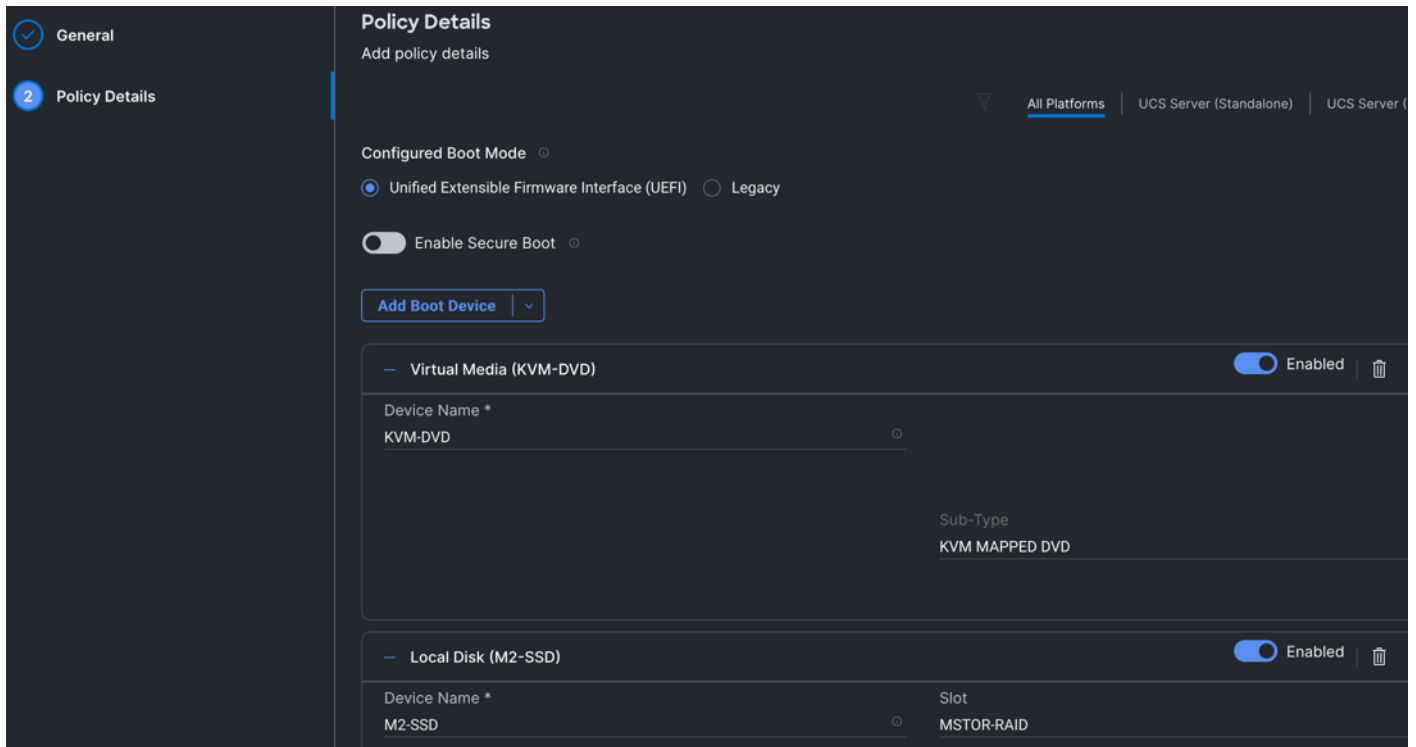 General
2
Policy Details
Policy Details
Add policy details
All Platforms
UCS Server (Standalone)
UCS Server (
Configured Boot Mode
Unified Extensible Firmware Interface (UEFI)
Legacy
Enable Secure Boot
Add Boot Device
Virtual Media (KVM-DVD)
Enabled
Device Name *
KVM-DVD
Sub-Type
KVM MAPPED DVD
Local Disk (M2-SSD)
Enabled
Device Name *
Slot
M2-SSD
MSTOR-RAID